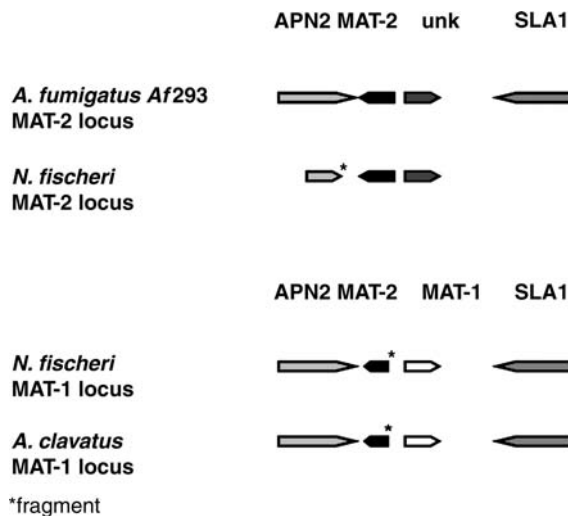 APN2 MAT-2 unk SLA1
A. fumigatus Af293
MAT-2 locus
N. fischeri
MAT-2 locus
*
APN2 MAT-2 MAT-1 SLA1
N. fischeri
MAT-1 locus
*
A. clavatus
MAT-1 locus
*
*fragment